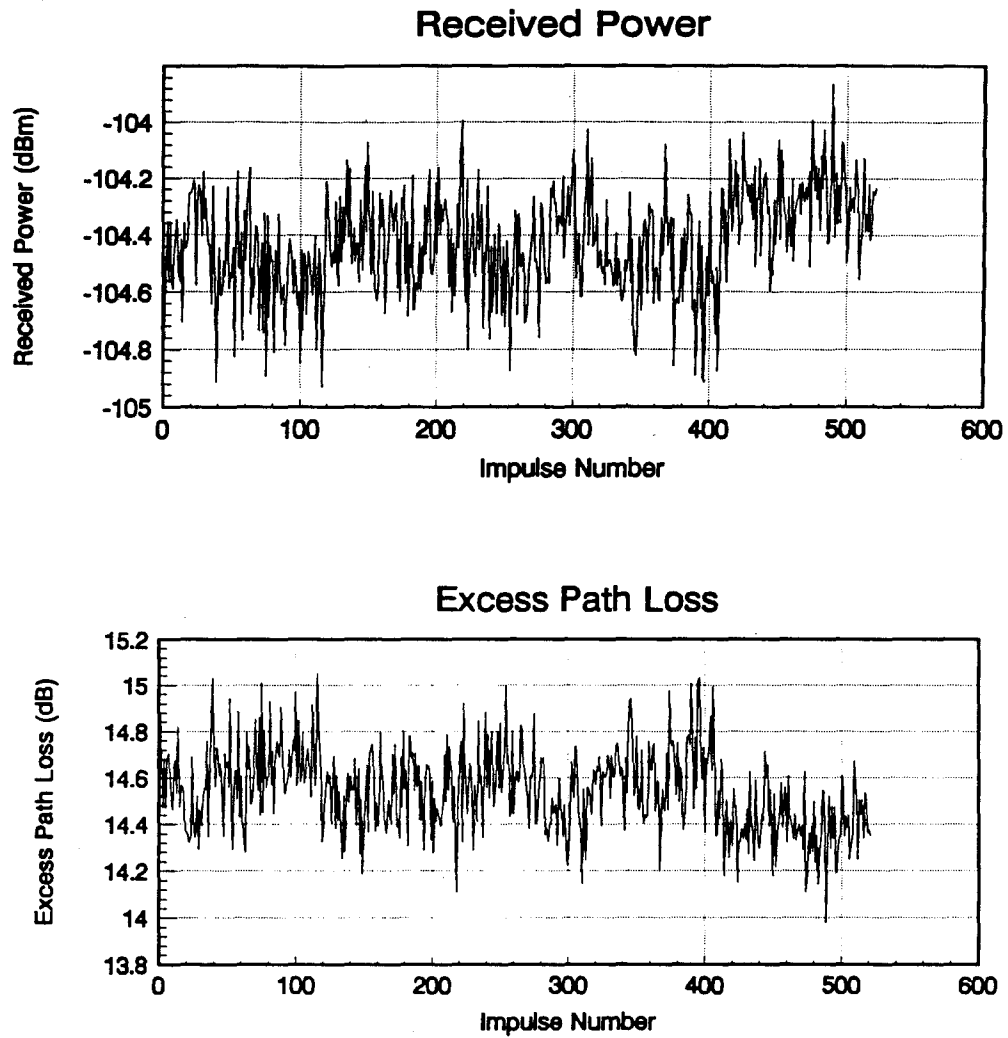 Received Power
Received Power (dBm)
-104
-104.2
-104.4
-104.6
-104.8
-105
0 100 200 300 400 500 600
Impulse Number
Excess Path Loss
Excess Path Loss (dB)
15.2
15
14.8
14.6
14.4
14.2
14
13.8
0 100 200 300 400 500 600
Impulse Number